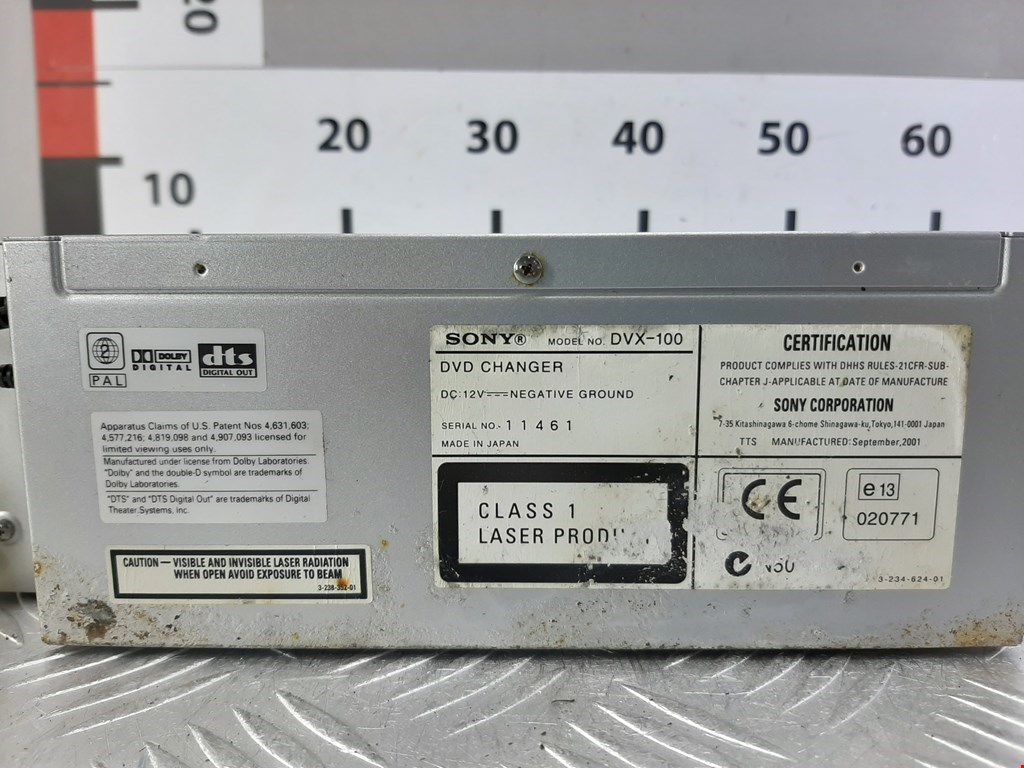 20
20 30 40 50 60
10
2
PAL
DOLBY
DIGITAL
dts
DIGITAL OUT
Apparatus Claims of U.S. Patent Nos 4,631,603;
4,577,216; 4,819,098 and 4,907,093 licensed for
limited viewing uses only.
Manufactured under license from Dolby Laboratories.
"Dolby" and the double-D symbol are trademarks of
Dolby Laboratories.
"DTS" and "DTS Digital Out" are trademarks of Digital
Theater Systems, Inc.
CAUTION — VISIBLE AND INVISIBLE LASER RADIATION
WHEN OPEN AVOID EXPOSURE TO BEAM
3-238-352-01
SONY® MODEL NO. DVX-100
DVD CHANGER
DC:12V⎓NEGATIVE GROUND
SERIAL NO.- 11461
MADE IN JAPAN
CLASS 1
LASER
CERTIFICATION
PRODUCT COMPLIES WITH DHHS RULES-21CFR-SUB-
CHAPTER J-APPLICABLE AT DATE OF MANUFACTURE
SONY CORPORATION
7-35 Kitashinagawa 6-chome Shinagawa-ku,Tokyo,141-0001 Japan
TTS MANUFACTURED: September,2001
CE
e13
020771
3-234-624-01